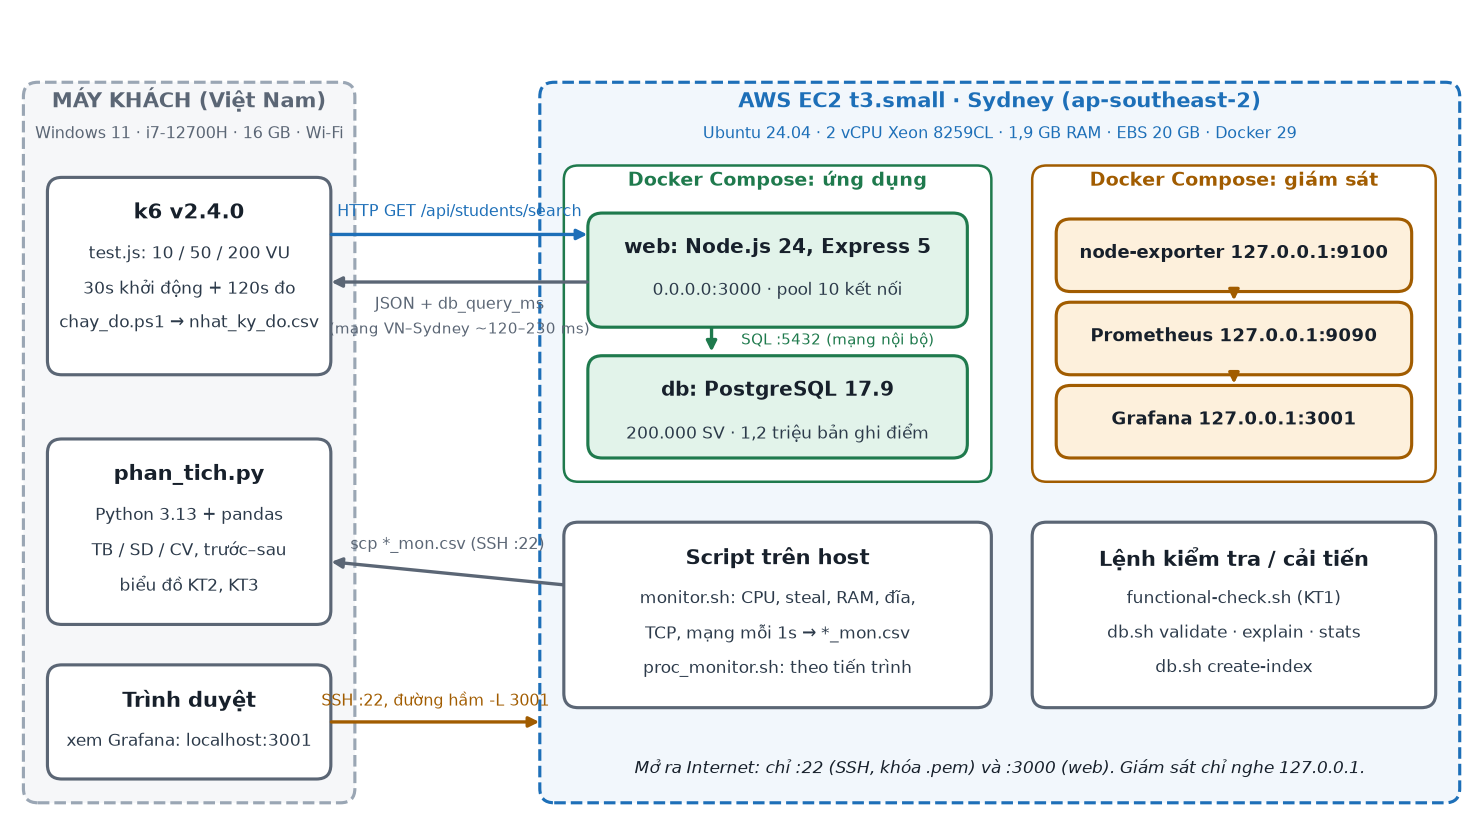 MÁY KHÁCH (Việt Nam)
Windows 11 · i7-12700H · 16 GB · Wi-Fi
k6 v2.4.0
test.js: 10 / 50 / 200 VU
30s khởi động + 120s đo
chay_do.ps1 → nhat_ky_do.csv
phan_tich.py
Python 3.13 + pandas
TB / SD / CV, trước–sau
biểu đồ KT2, KT3
Trình duyệt
xem Grafana: localhost:3001
HTTP GET /api/students/search
JSON + db_query_ms
(mạng VN–Sydney ~120–230 ms)
scp *_mon.csv (SSH :22)
SSH :22, đường hầm -L 3001
AWS EC2 t3.small · Sydney (ap-southeast-2)
Ubuntu 24.04 · 2 vCPU Xeon 8259CL · 1,9 GB RAM · EBS 20 GB · Docker 29
Docker Compose: ứng dụng
web: Node.js 24, Express 5
0.0.0.0:3000 · pool 10 kết nối
SQL :5432 (mạng nội bộ)
db: PostgreSQL 17.9
200.000 SV · 1,2 triệu bản ghi điểm
Docker Compose: giám sát
node-exporter 127.0.0.1:9100
Prometheus 127.0.0.1:9090
Grafana 127.0.0.1:3001
Script trên host
monitor.sh: CPU, steal, RAM, đĩa,
TCP, mạng mỗi 1s → *_mon.csv
proc_monitor.sh: theo tiến trình
Lệnh kiểm tra / cải tiến
functional-check.sh (KT1)
db.sh validate · explain · stats
db.sh create-index
Mở ra Internet: chỉ :22 (SSH, khóa .pem) và :3000 (web). Giám sát chỉ nghe 127.0.0.1.